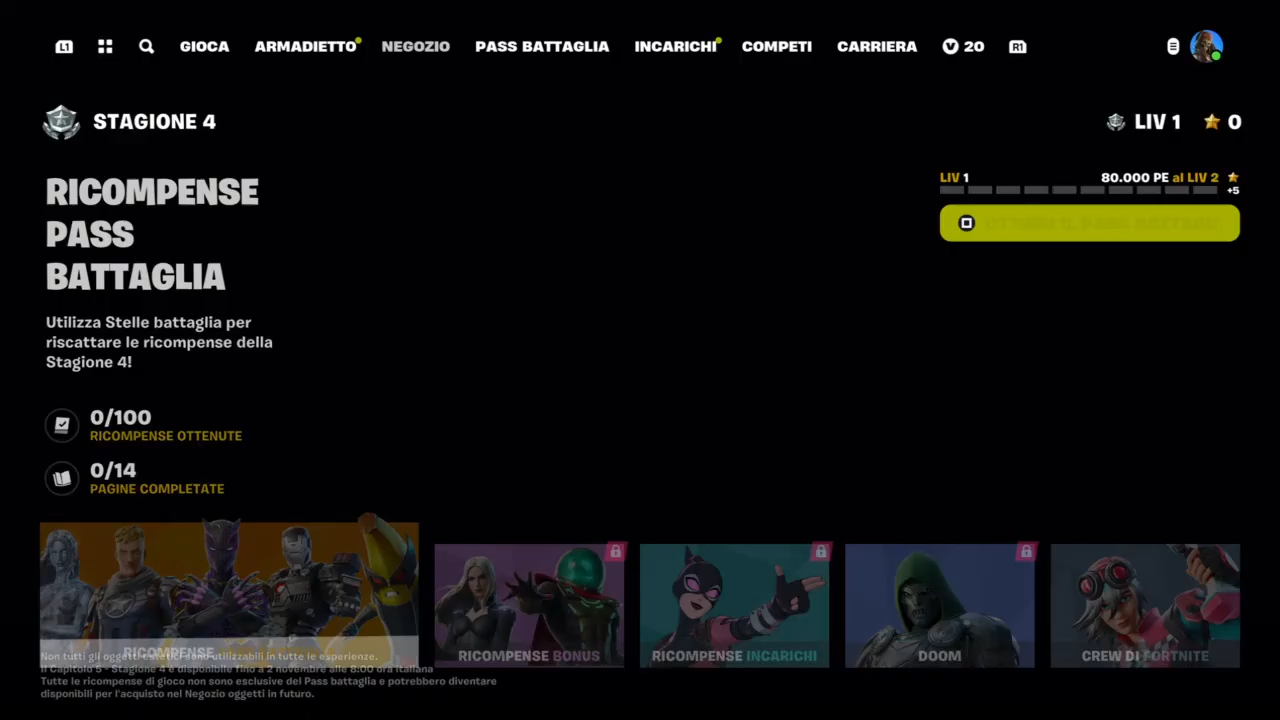 L1 GIOCA ARMADIETTO NEGOZIO PASS BATTAGLIA INCARICHI COMPETI CARRIERA V 20 R1
STAGIONE 4
LIV 1 0
LIV 1 80.000 PE al LIV 2
+5
RICOMPENSE
PASS
BATTAGLIA
Utilizza Stelle battaglia per
riscattare le ricompense della
Stagione 4!
0/100
RICOMPENSE OTTENUTE
0/14
PAGINE COMPLETATE
RICOMPENSE
RICOMPENSE BONUS
RICOMPENSE INCARICHI
DOOM
CREW DI FORTNITE
Non tutti gli oggetti estetici sono utilizzabili in tutte le esperienze.
Il Capitolo 5 - Stagione 4 è disponibile fino a 2 novembre alle 8:00 ora italiana
Tutte le ricompense di gioco non sono esclusive del Pass battaglia e potrebbero diventare
disponibili per l'acquisto nel Negozio oggetti in futuro.